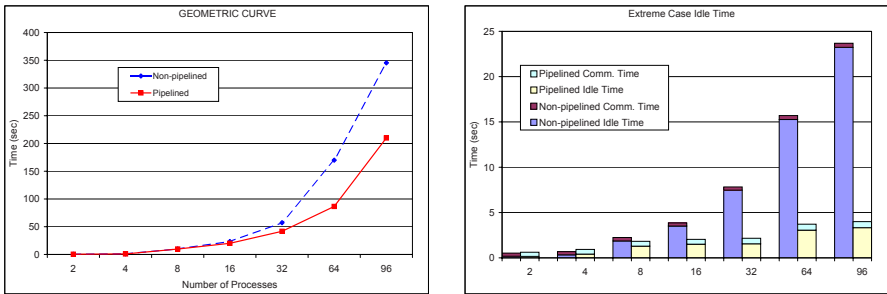 GEOMETRIC CURVE
400
350
300
250
200
150
100
50
0
Time (sec)
Non-pipelined
Pipelined
2 4 8 16 32 64 96
Number of Processes
Extreme Case Idle Time
25
20
15
10
5
0
Time (sec)
Pipelined Comm. Time
Pipelined Idle Time
Non-pipelined Comm. Time
Non-pipelined Idle Time
2 4 8 16 32 64 96